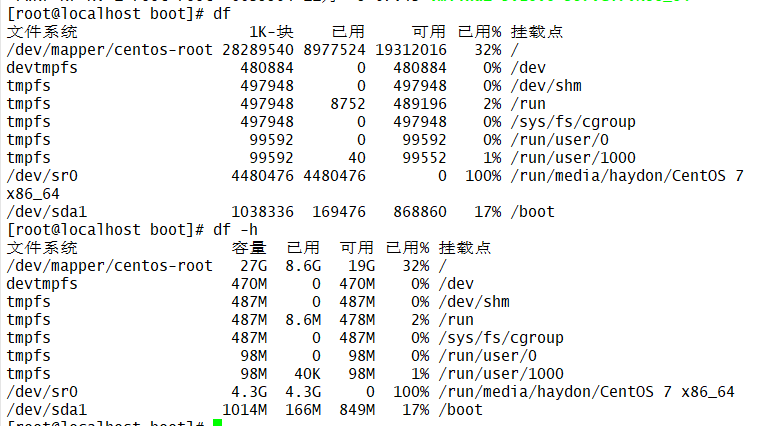 [root@localhost boot]# df
文件系统 1K-块 已用 可用 已用% 挂载点
/dev/mapper/centos-root 28289540 8977524 19312016 32% /
devtmpfs 480884 0 480884 0% /dev
tmpfs 497948 0 497948 0% /dev/shm
tmpfs 497948 8752 489196 2% /run
tmpfs 497948 0 497948 0% /sys/fs/cgroup
tmpfs 99592 0 99592 0% /run/user/0
tmpfs 99592 40 99552 1% /run/user/1000
/dev/sr0 4480476 4480476 0 100% /run/media/haydon/CentOS 7
x86_64
/dev/sda1 1038336 169476 868860 17% /boot
[root@localhost boot]# df -h
文件系统 容量 已用 可用 已用% 挂载点
/dev/mapper/centos-root 27G 8.6G 19G 32% /
devtmpfs 470M 0 470M 0% /dev
tmpfs 487M 0 487M 0% /dev/shm
tmpfs 487M 8.6M 478M 2% /run
tmpfs 487M 0 487M 0% /sys/fs/cgroup
tmpfs 98M 0 98M 0% /run/user/0
tmpfs 98M 40K 98M 1% /run/user/1000
/dev/sr0 4.3G 4.3G 0 100% /run/media/haydon/CentOS 7 x86_64
/dev/sda1 1014M 166M 849M 17% /boot
[root@localhost boot]#